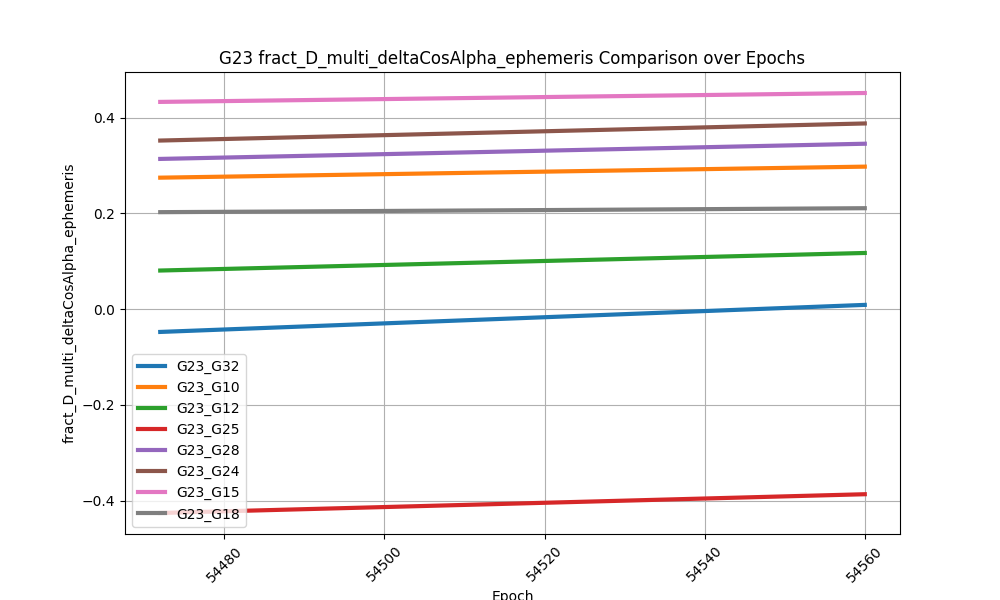 G23 fract_D_multi_deltaCosAlpha_ephemeris Comparison over Epochs
fract_D_multi_deltaCosAlpha_ephemeris
0.4
0.2
0.0
−0.2
−0.4
G23_G32
G23_G10
G23_G12
G23_G25
G23_G28
G23_G24
G23_G15
G23_G18
54480
54500
54520
54540
54560
Epoch